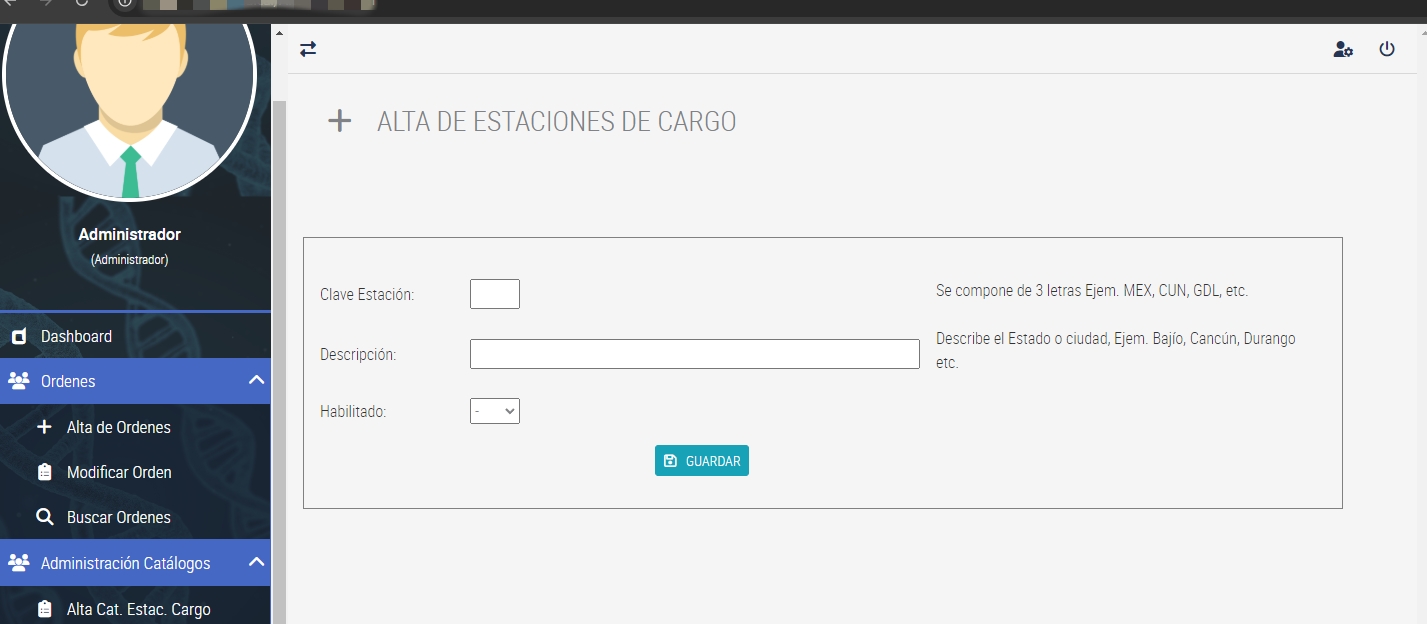 Administrador
(Administrador)
Dashboard
Ordenes
Alta de Ordenes
Modificar Orden
Buscar Ordenes
Administración Catálogos
Alta Cat. Estac. Cargo
ALTA DE ESTACIONES DE CARGO
Clave Estación:
Se compone de 3 letras Ejem. MEX, CUN, GDL, etc.
Descripción:
Describe el Estado o ciudad, Ejem. Bajío, Cancún, Durango
etc.
Habilitado:
-
GUARDAR